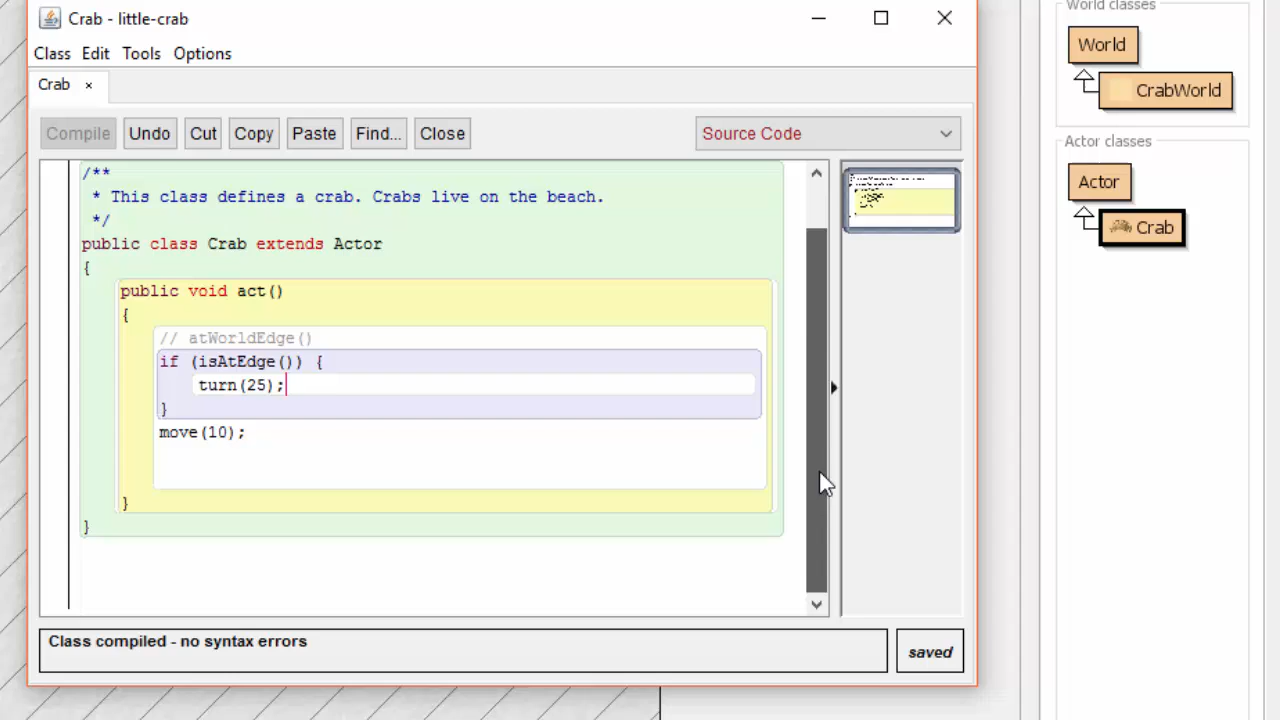 Crab - little-crab
Class Edit Tools Options
Crab ×
Compile Undo Cut Copy Paste Find... Close Source Code
/**
* This class defines a crab. Crabs live on the beach.
*/
public class Crab extends Actor
{
public void act()
{
// atWorldEdge()
if (isAtEdge()) {
turn(25);
}
move(10);
}
}
Class compiled - no syntax errors
saved
World classes
World
CrabWorld
Actor classes
Actor
Crab